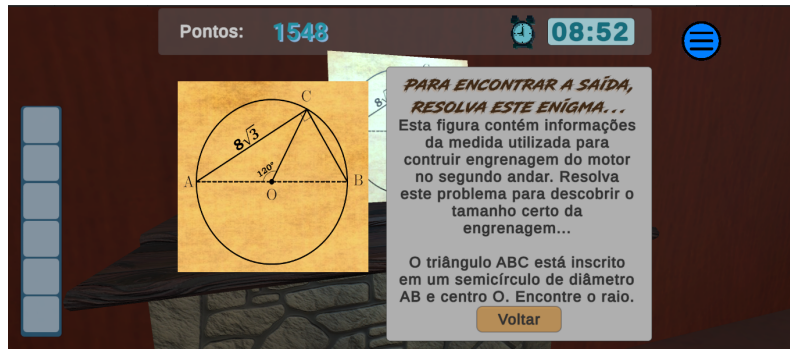 Pontos: 1548 08:52
PARA ENCONTRAR A SAÍDA,
RESOLVA ESTE ENIGMA...
Esta figura contém informações
da medida utilizada para
contruir engrenagem do motor
no segundo andar. Resolva
este problema para descobrir o
tamanho certo da
engrenagem...
O triângulo ABC está inscrito
em um semicírculo de diâmetro
AB e centro O. Encontre o raio.
Voltar
C
8√3
120°
A
O
B
8√